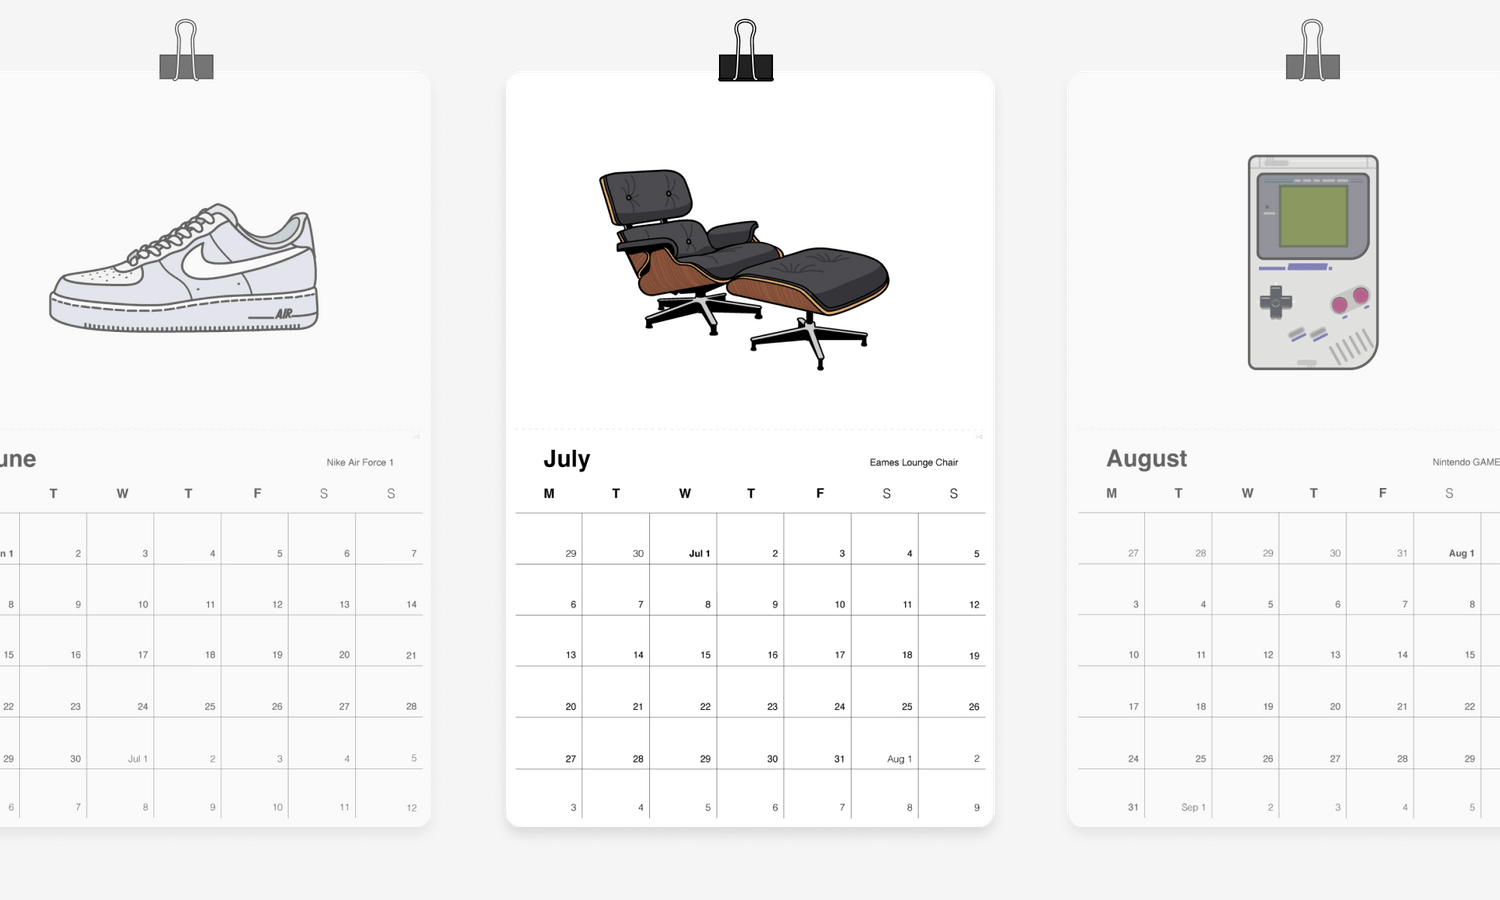 AIR
une
Nike Air Force 1
T W T F S S
n 1 2 3 4 5 6 7
8 9 10 11 12 13 14
15 16 17 18 19 20 21
22 23 24 25 26 27 28
29 30 Jul 1 2 3 4 5
6 7 8 9 10 11 12
July
Eames Lounge Chair
M T W T F S S
29 30 Jul 1 2 3 4 5
6 7 8 9 10 11 12
13 14 15 16 17 18 19
20 21 22 23 24 25 26
27 28 29 30 31 Aug 1 2
3 4 5 6 7 8 9
August
Nintendo GAME
M T W T F S
27 28 29 30 31 Aug 1
3 4 5 6 7 8
10 11 12 13 14 15
17 18 19 20 21 22
24 25 26 27 28 29
31 Sep 1 2 3 4 5